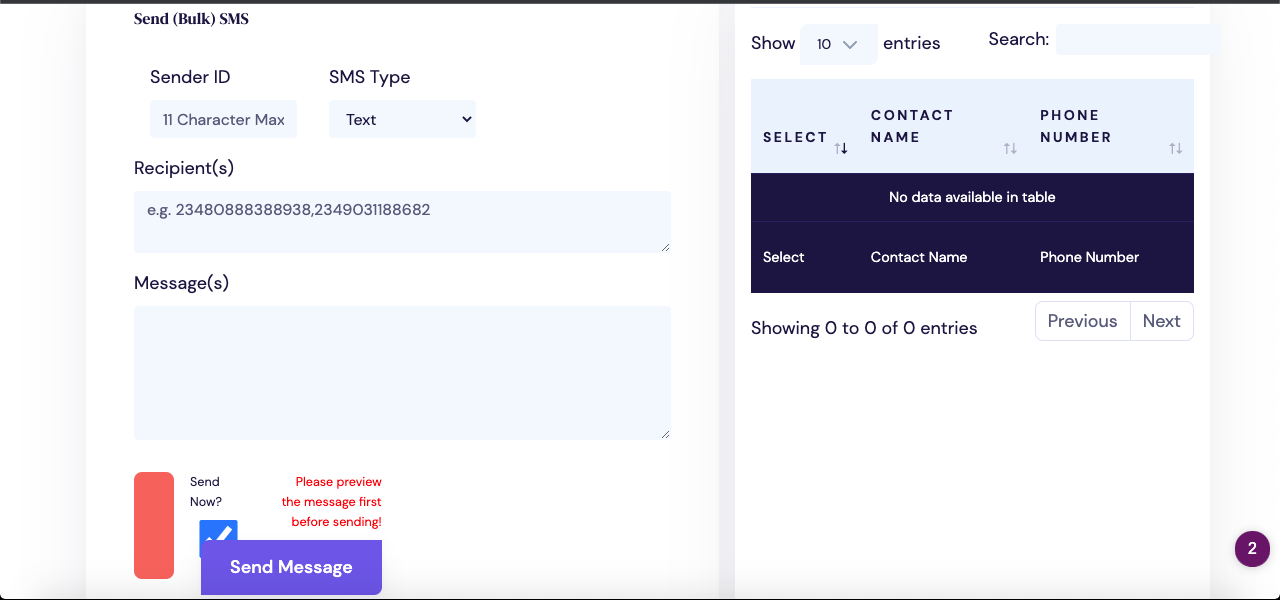 Send (Bulk) SMS
Sender ID
SMS Type
11 Character Max
Text
Recipient(s)
e.g. 23480888388938,2349031188682
Message(s)
Send
Now?
Please preview
the message first
before sending!
Send Message
Show 10 entries
Search:
SELECT
CONTACT
NAME
PHONE
NUMBER
No data available in table
Select
Contact Name
Phone Number
Showing 0 to 0 of 0 entries
Previous
Next
2